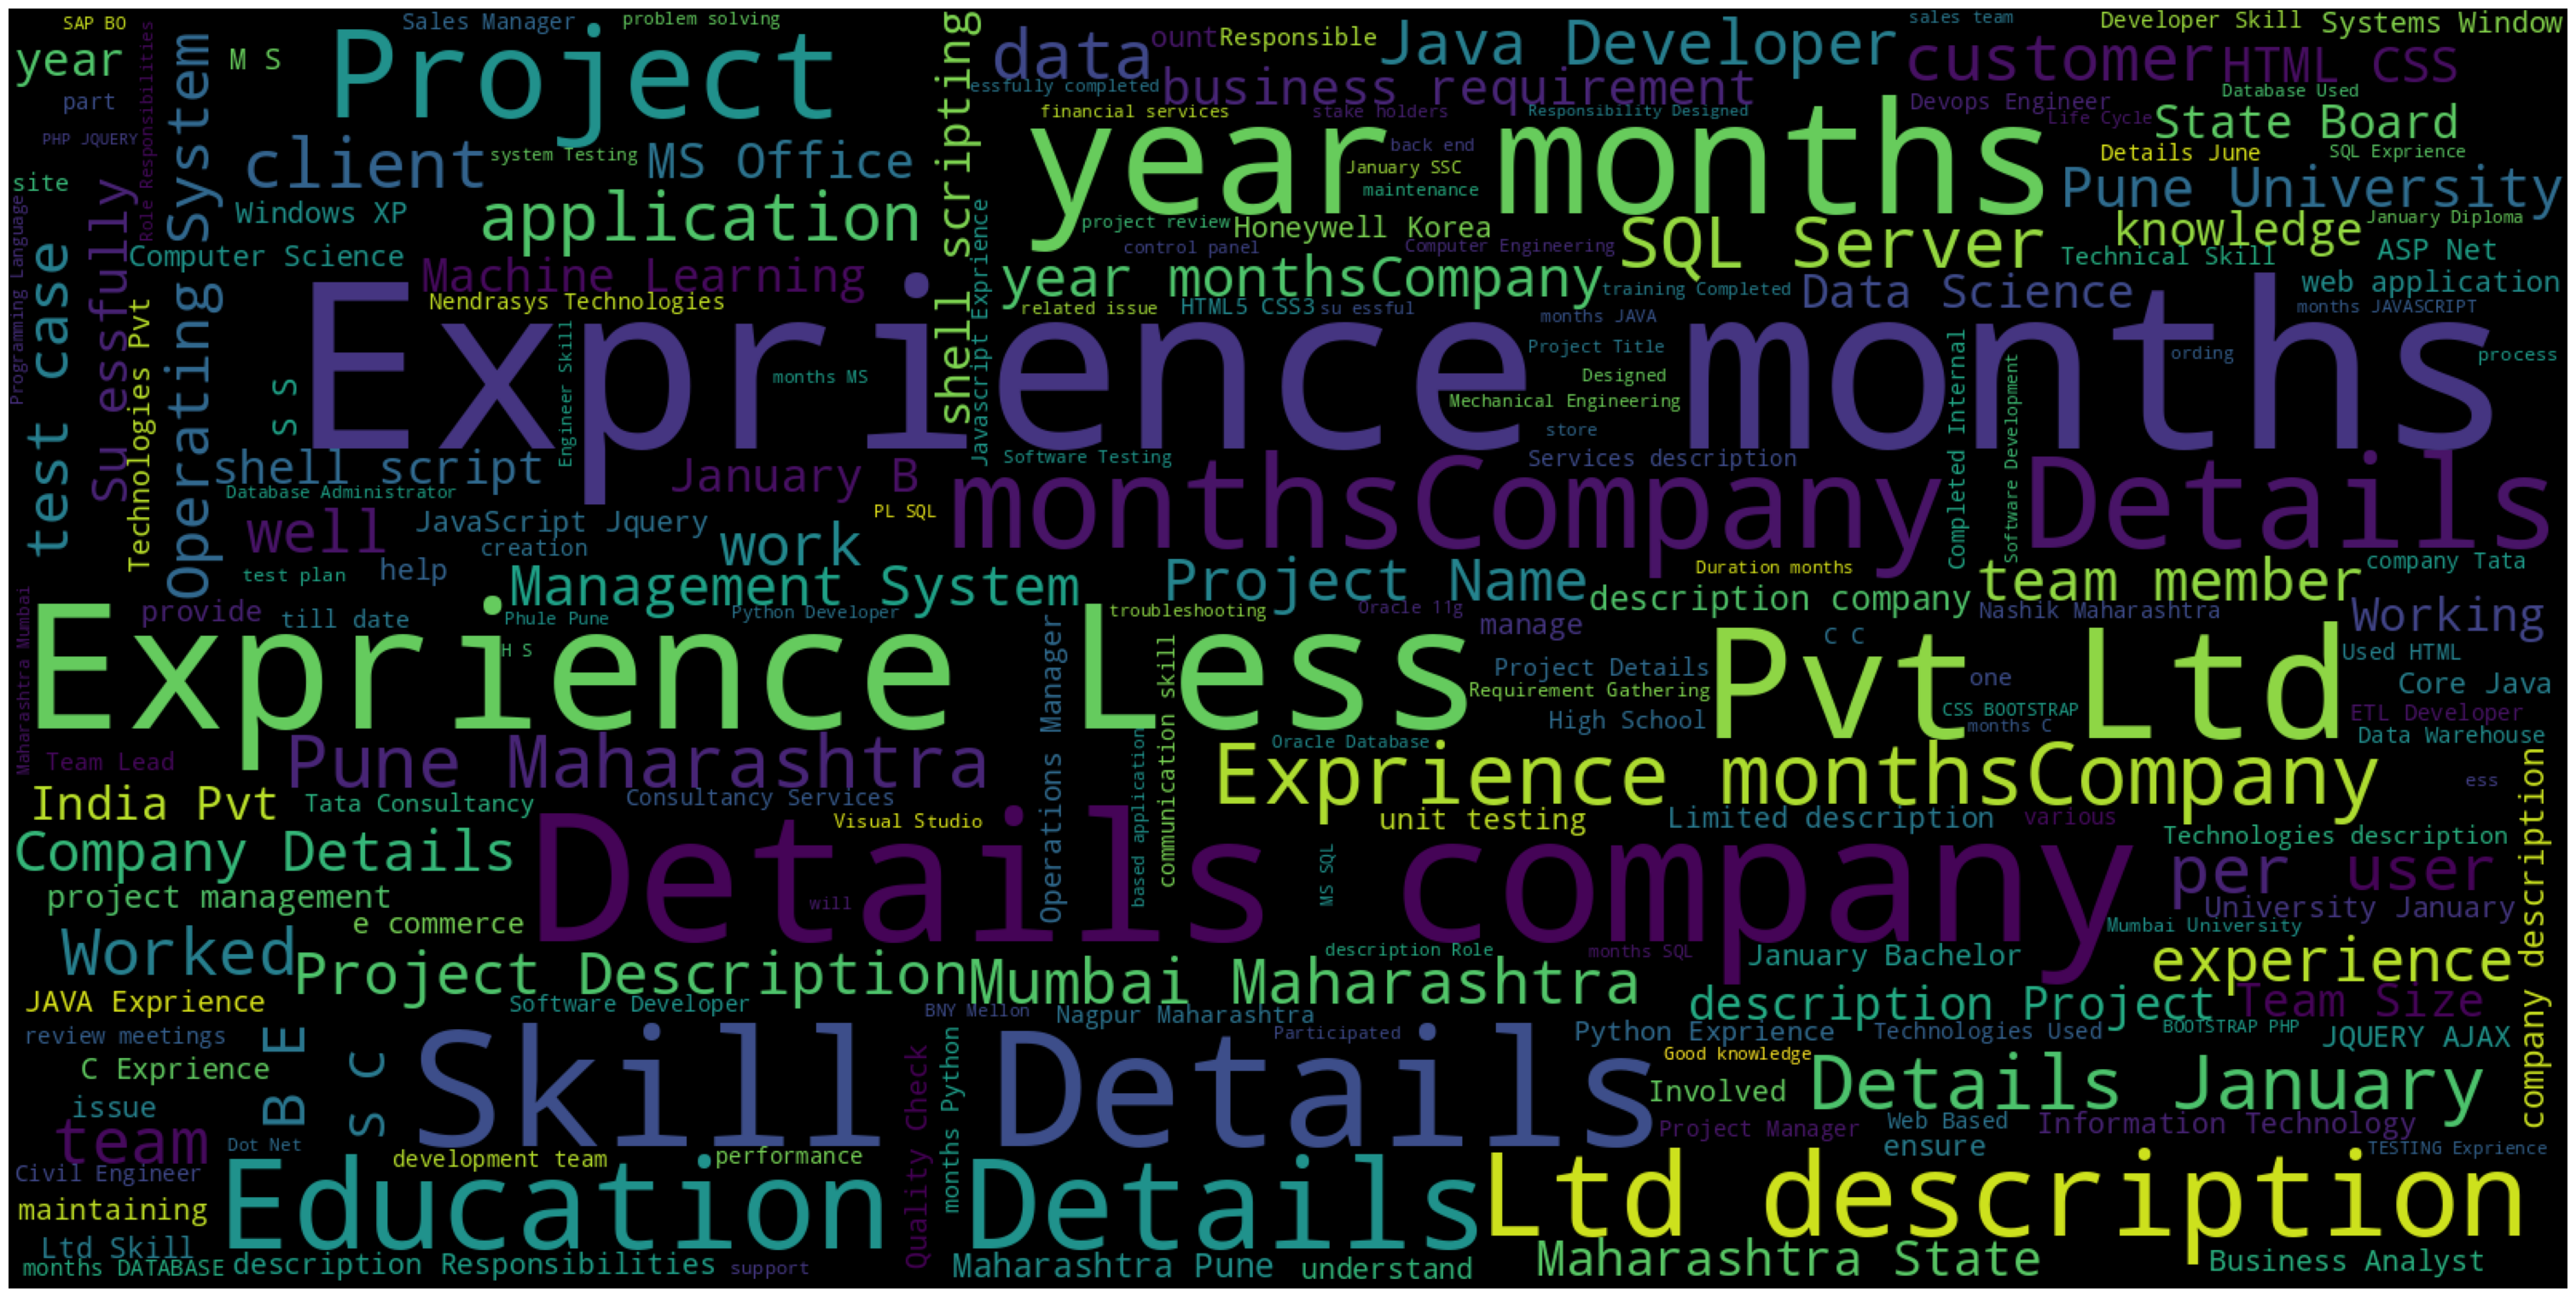 SAP BO
Sales Manager
problem solving
sales team
Developer Skill
Systems Window
year
M S
Project
data
ount
Responsible
Java Developer
customer
HTML CSS
part
essfully completed
business requirement
Database Used
PHP JQUERY
Role Responsibilities
Operating System
shell scripting
financial services
stake holders
Responsibility Designed
Devops Engineer
Life Cycle
State Board
client
system Testing
MS Office
year months
back end
Details June
SQL Exprience
site
January SSC
maintenance
Pune University
Windows XP
application
project review
Honeywell Korea
SQL Server
knowledge
January Diploma
Computer Science
control panel
Computer Engineering
Technical Skill
ASP Net
Programming Language
test case
Su essfully
Machine Learning
year monthsCompany
training Completed
Data Science
web application
Nendrasys Technologies
related issue
HTML5 CSS3
su essful
months JAVA
months JAVASCRIPT
Technologies Pvt
Exprience months
Javascript Exprience
Engineer Skill
months MS
Project Title
ording
process
Designed
S S
Mechanical Engineering
Completed Internal
Software Development
store
shell script
January B
Software Testing
Services description
Database Administrator
monthsCompany Details
PL SQL
well
JavaScript Jquery
creation
work
test plan
help
Management System
Project Name
Duration months
team member
company Tata
description company
provide
till date
Phule Pune
Python Developer
troubleshooting
Oracle 11g
manage
Nashik Maharashtra
Working
Maharashtra Mumbai
Exprience Less
H S
Pvt Ltd
C C
Used HTML
Project Details
one
Requirement Gathering
Core Java
High School
CSS BOOTSTRAP
months C
ETL Developer
Operations Manager
communication skill
based application
Oracle Database
Data Warehouse
Team Lead
Pune Maharashtra
Exprience monthsCompany
ess
India Pvt
Tata Consultancy
Consultancy Services
Visual Studio
unit testing
Limited description
various
Technologies description
company description
Company Details
Details company
MS SQL
per
user
project management
will
University January
e commerce
Mumbai University
Worked
description Role
months SQL
January Bachelor
experience
Project Description
Mumbai Maharashtra
JAVA Exprience
Software Developer
BNY Mellon
Nagpur Maharashtra
description Project
Team Size
review meetings
B E
S C
Participated
Python Exprience
Technologies Used
BOOTSTRAP PHP
JQUERY AJAX
C Exprience
Skill Details
Good knowledge
Quality Check
months Python
Involved
Details January
issue
team
Dot Net
Project Manager
Web Based
Information Technology
ensure
TESTING Exprience
development team
performance
Civil Engineer
Education Details
Ltd description
maintaining
Ltd Skill
months DATABASE
description Responsibilities
support
Maharashtra Pune
understand
Maharashtra State
Business Analyst